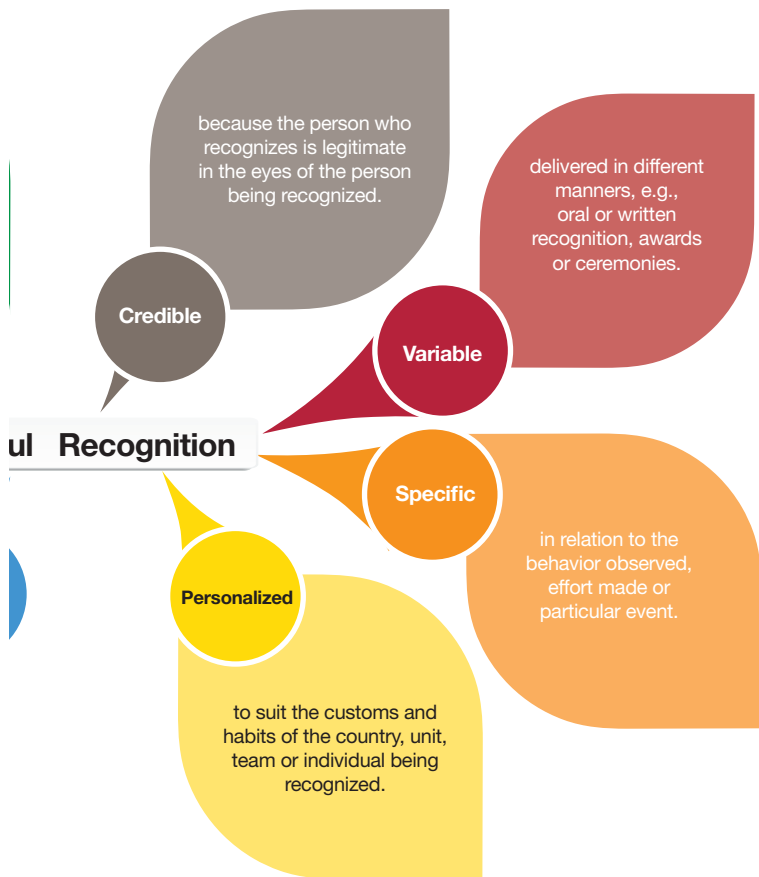 because the person who
recognizes is legitimate
in the eyes of the person
being recognized.
Credible
delivered in different
manners, e.g.,
oral or written
recognition, awards
or ceremonies.
Variable
ul Recognition
Specific
in relation to the
behavior observed,
effort made or
particular event.
Personalized
to suit the customs and
habits of the country, unit,
team or individual being
recognized.